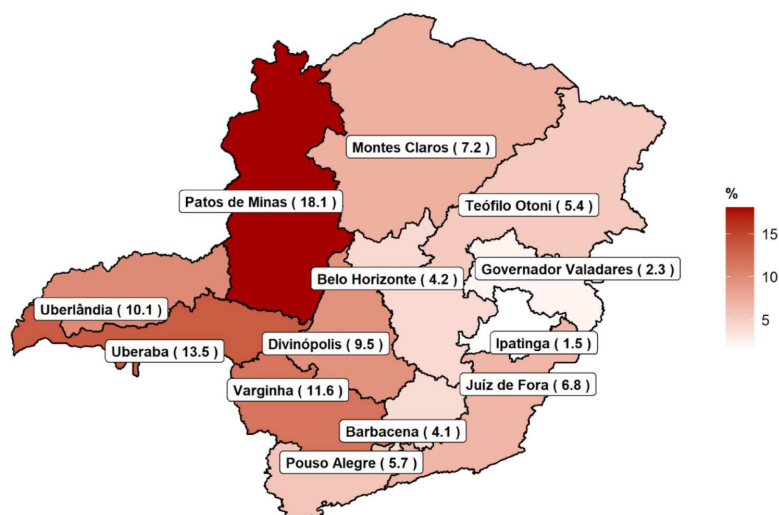 Montes Claros ( 7.2 )
Patos de Minas ( 18.1 )
Teófilo Otoni ( 5.4 )
Belo Horizonte ( 4.2 )
Governador Valadares ( 2.3 )
Uberlândia ( 10.1 )
Uberaba ( 13.5 )
Divinópolis ( 9.5 )
Ipatinga ( 1.5 )
Varginha ( 11.6 )
Juíz de Fora ( 6.8 )
Barbacena ( 4.1 )
Pouso Alegre ( 5.7 )
%
15
10
5